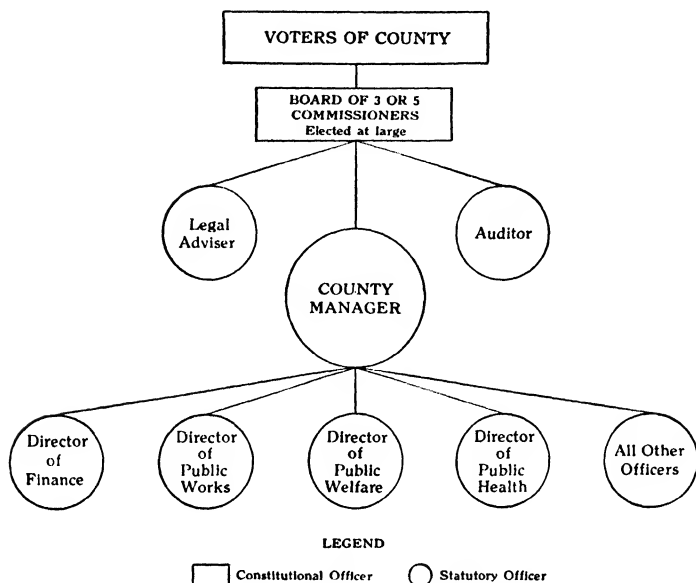 VOTERS OF COUNTY
BOARD OF 3 OR 5
COMMISSIONERS
Elected at large
Legal
Adviser
Auditor
COUNTY
MANAGER
Director
of
Finance
Director
of
Public
Works
Director
of
Public
Welfare
Director
of
Public
Health
All Other
Officers
LEGEND
Constitutional Officer
Statutory Officer